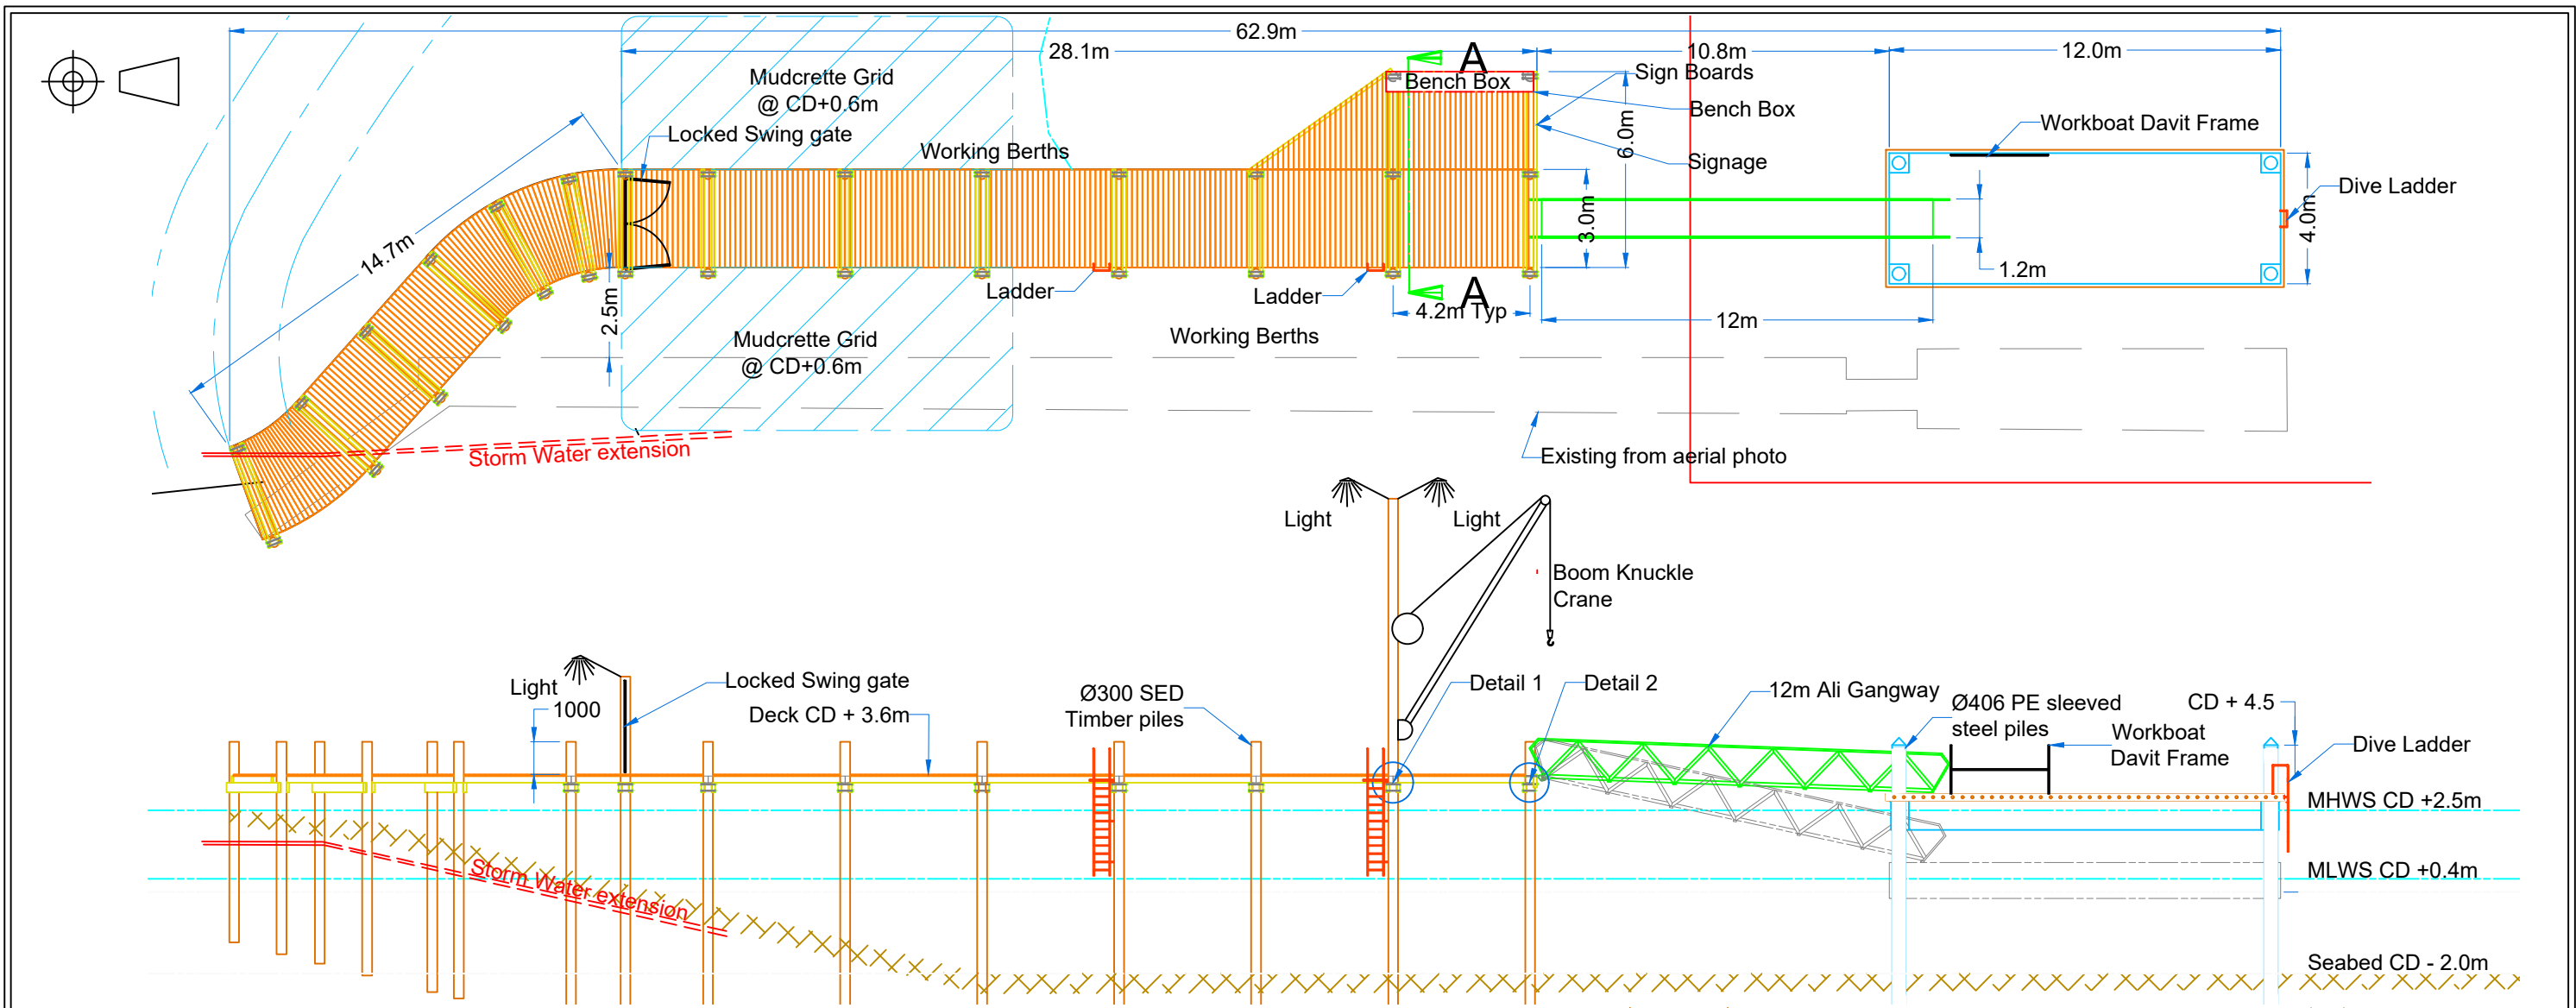 62.9m
28.1m
10.8m
12.0m
A
Mudcrette Grid
@ CD+0.6m
Bench Box
Sign Boards
Bench Box
Locked Swing gate
Working Berths
Signage
6.0m
Workboat Davit Frame
Dive Ladder
14.7m
3.0m
4.0m
1.2m
2.5m
Ladder
Ladder
A
4.2m Typ
12m
Mudcrette Grid
@ CD+0.6m
Working Berths
Storm Water extension
Existing from aerial photo
Light
Light
Boom Knuckle
Crane
Light
1000
Locked Swing gate
Deck CD + 3.6m
Ø300 SED
Timber piles
Detail 1
Detail 2
12m Ali Gangway
Ø406 PE sleeved
steel piles
CD + 4.5
Workboat
Davit Frame
Dive Ladder
MHWS CD +2.5m
MLWS CD +0.4m
Storm Water extension
Seabed CD - 2.0m